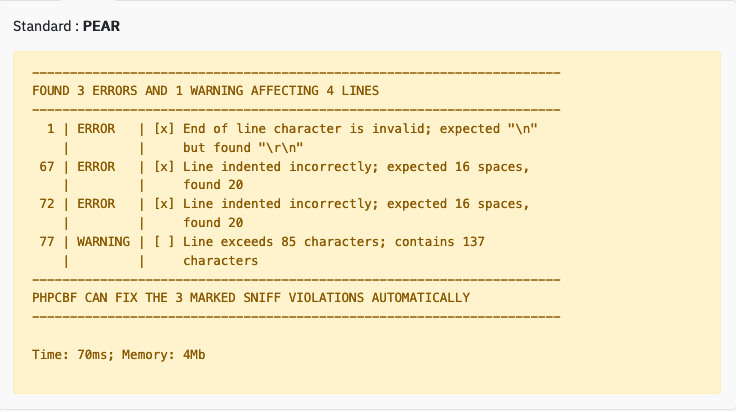 Standard : PEAR
----------------------------------------------------------------------
FOUND 3 ERRORS AND 1 WARNING AFFECTING 4 LINES
----------------------------------------------------------------------
  1 | ERROR   | [x] End of line character is invalid; expected "\n"
    |         |     but found "\r\n"
 67 | ERROR   | [x] Line indented incorrectly; expected 16 spaces,
    |         |     found 20
 72 | ERROR   | [x] Line indented incorrectly; expected 16 spaces,
    |         |     found 20
 77 | WARNING | [ ] Line exceeds 85 characters; contains 137
    |         |     characters
----------------------------------------------------------------------
PHPCBF CAN FIX THE 3 MARKED SNIFF VIOLATIONS AUTOMATICALLY
----------------------------------------------------------------------
Time: 70ms; Memory: 4Mb